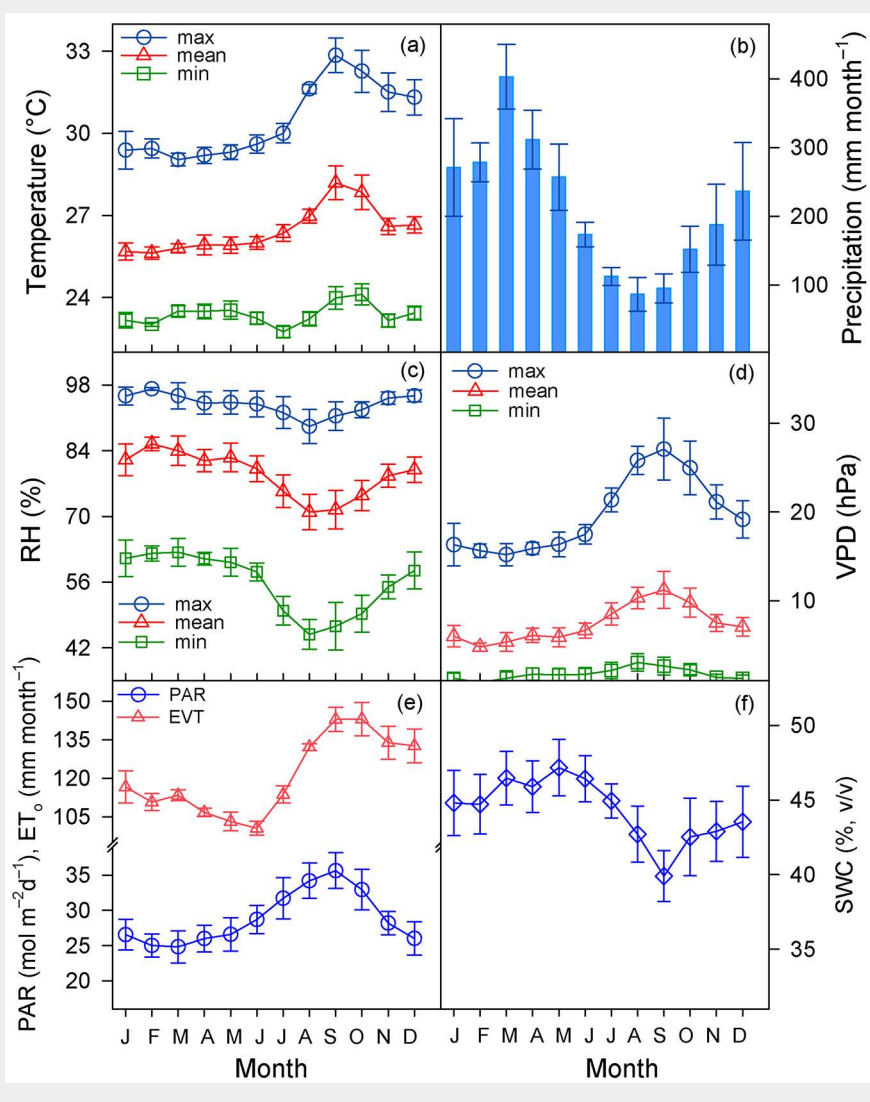 (a)
max
mean
min
33
30
27
24
Temperature (°C)
(b)
400
300
200
100
Precipitation (mm month⁻¹)
(c)
98
84
70
56
42
RH (%)
max
mean
min
(d)
max
mean
min
30
20
10
VPD (hPa)
(e)
PAR
EVT
150
135
120
105
35
30
25
20
PAR (mol m⁻²d⁻¹), ETₒ (mm month⁻¹)
J F M A M J J A S O N D
Month
(f)
50
45
40
35
SWC (%, v/v)
J F M A M J J A S O N D
Month